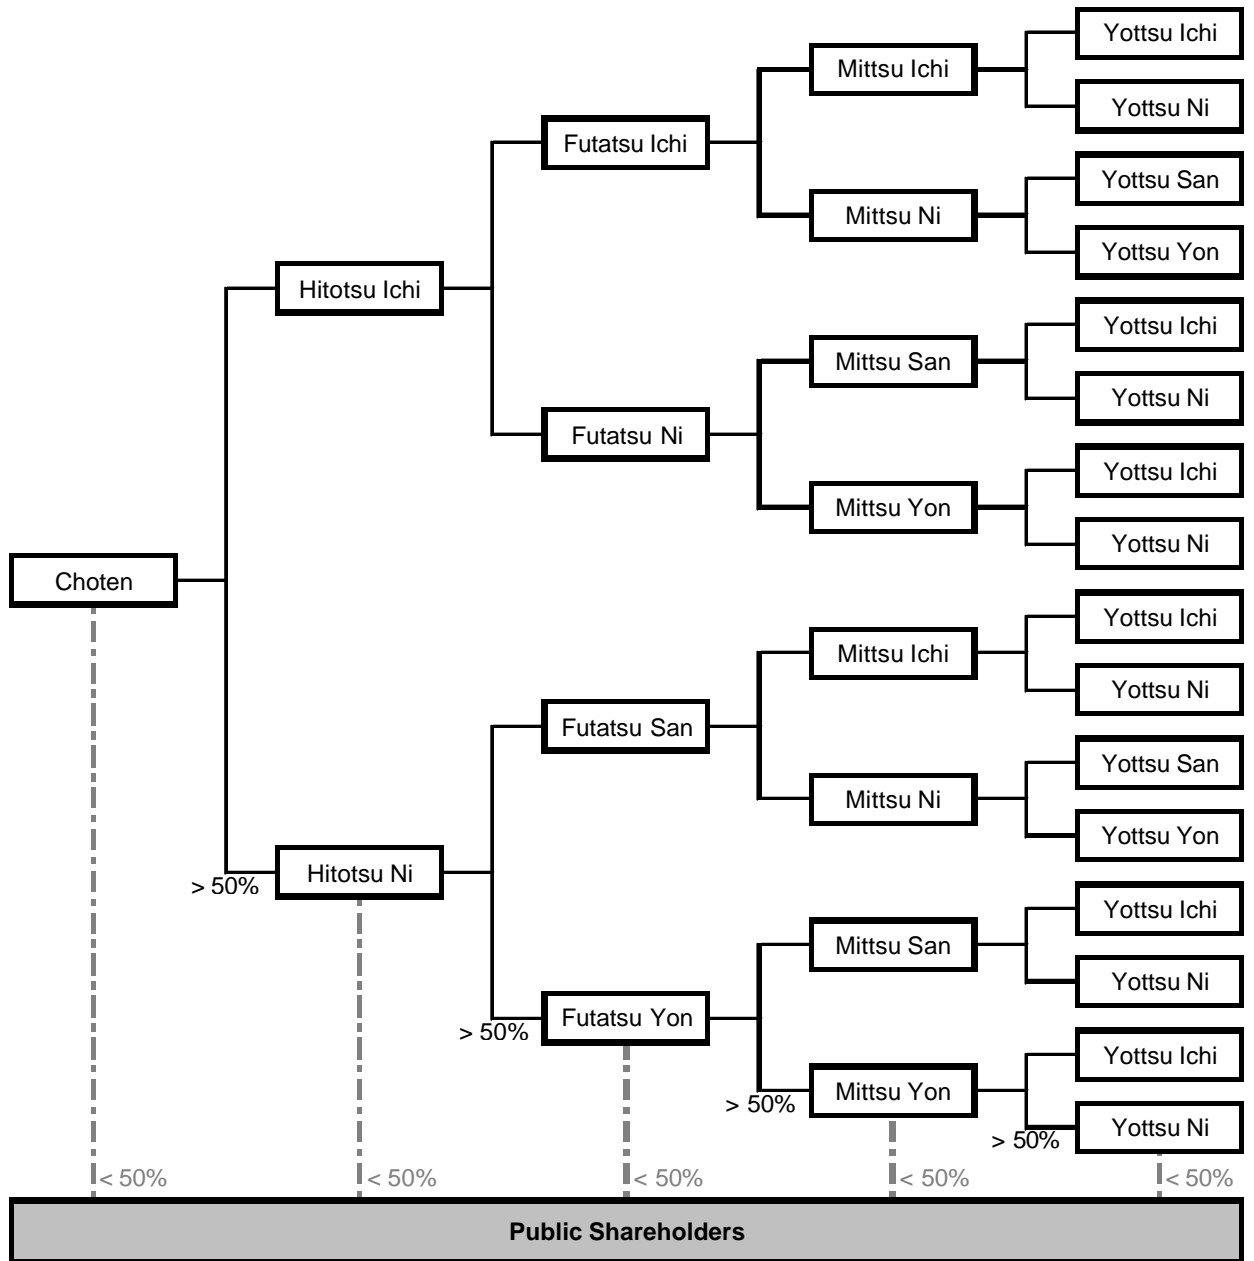 Yottsu Ichi
Mittsu Ichi
Yottsu Ni
Futatsu Ichi
Yottsu San
Mittsu Ni
Yottsu Yon
Hitotsu Ichi
Yottsu Ichi
Mittsu San
Yottsu Ni
Futatsu Ni
Yottsu Ichi
Mittsu Yon
Yottsu Ni
Choten
Yottsu Ichi
Mittsu Ichi
Yottsu Ni
Futatsu San
Yottsu San
Mittsu Ni
Yottsu Yon
Hitotsu Ni
> 50%
Yottsu Ichi
Mittsu San
Yottsu Ni
Futatsu Yon
> 50%
Yottsu Ichi
Mittsu Yon
> 50%
Yottsu Ni
> 50%
< 50%
< 50%
< 50%
< 50%
< 50%
Public Shareholders